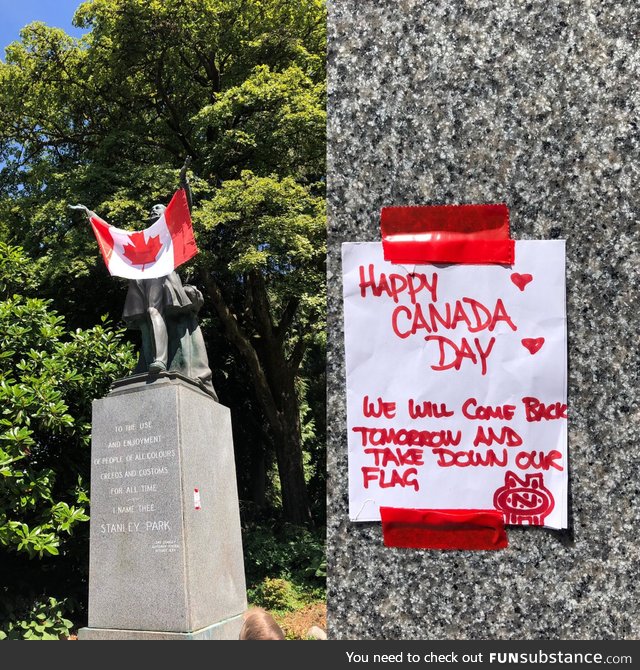 TO THE USE
AND ENJOYMENT
OF PEOPLE OF ALL COLOURS
CREEDS AND CUSTOMS
FOR ALL TIME
I NAME THEE
STANLEY PARK
HAPPY
CANADA
DAY
WE WILL COME BACK
TOMORROW AND
TAKE DOWN OUR
FLAG
You need to check out FUNsubstance.com